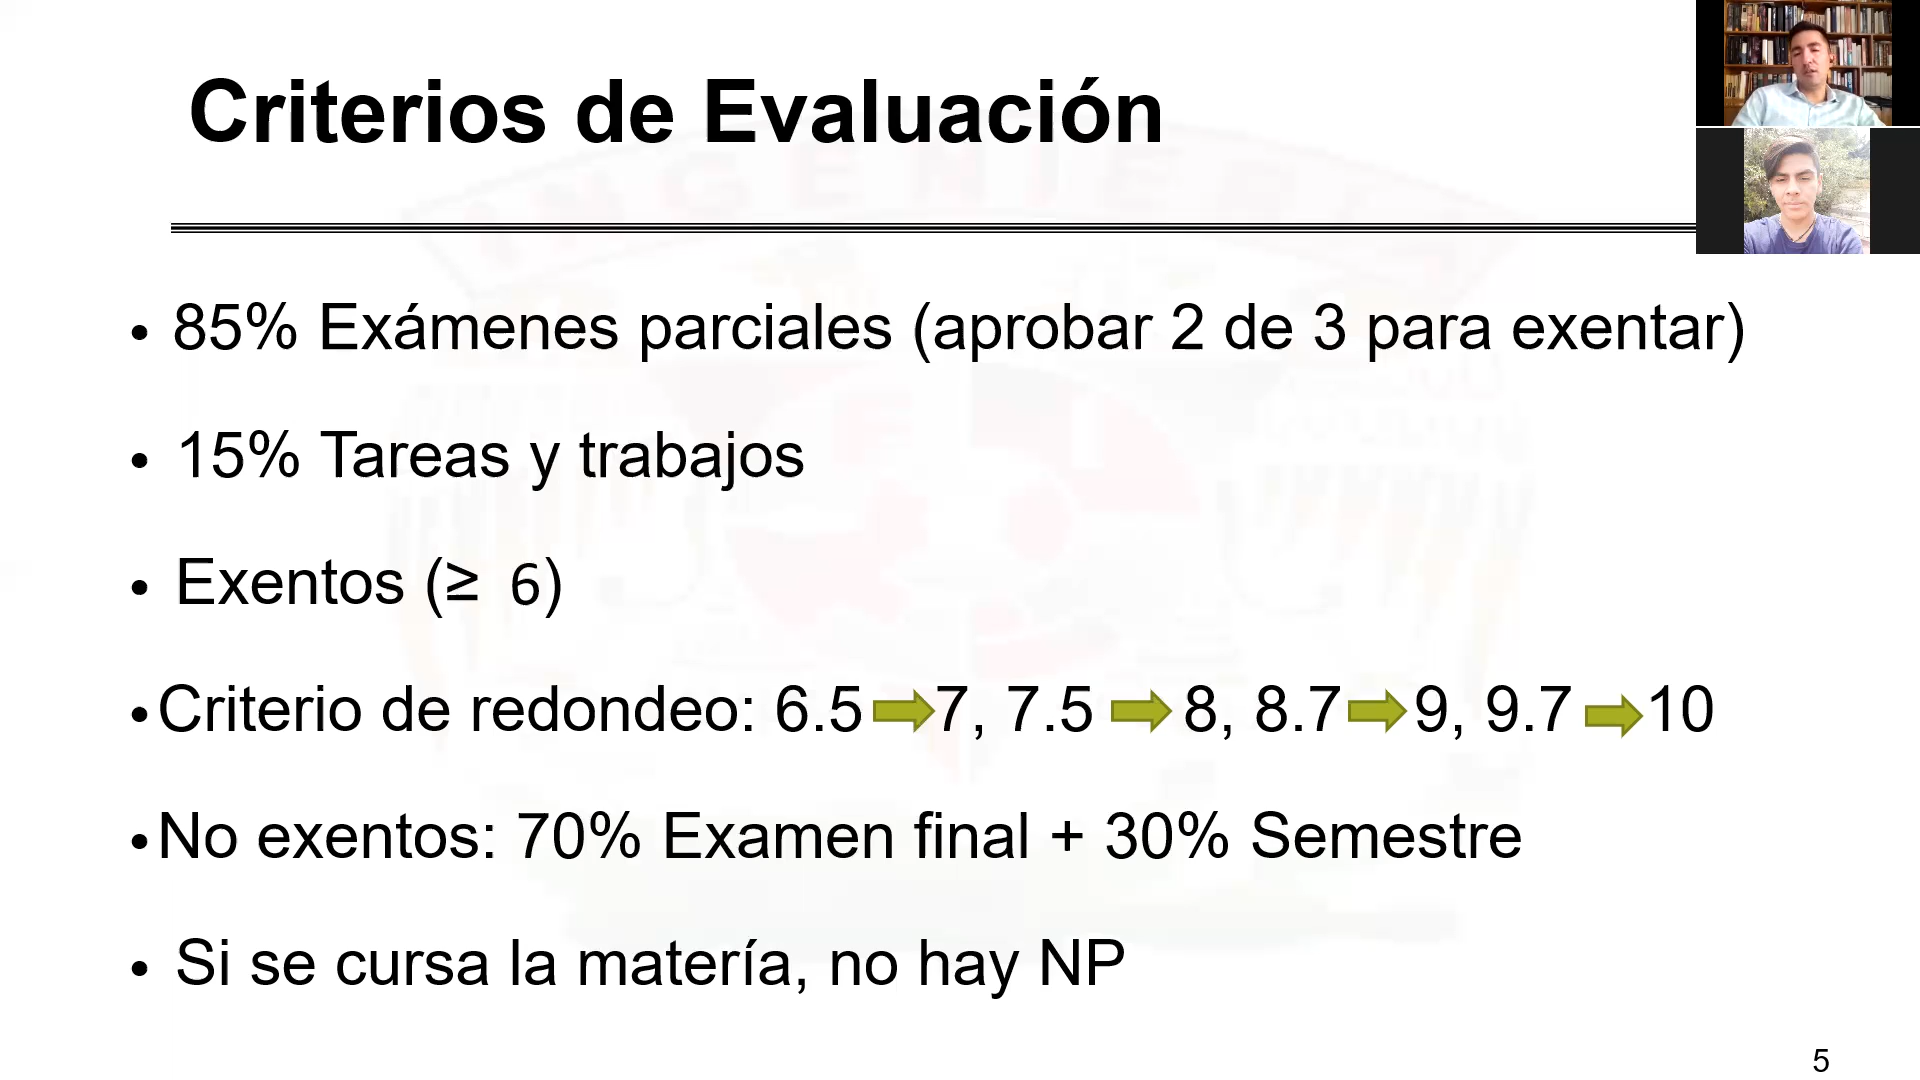 Criterios de Evaluación
• 85% Exámenes parciales (aprobar 2 de 3 para exentar)
• 15% Tareas y trabajos
• Exentos (≥ 6)
• Criterio de redondeo: 6.5 ➡ 7, 7.5 ➡ 8, 8.7 ➡ 9, 9.7 ➡ 10
• No exentos: 70% Examen final + 30% Semestre
• Si se cursa la matería, no hay NP
5